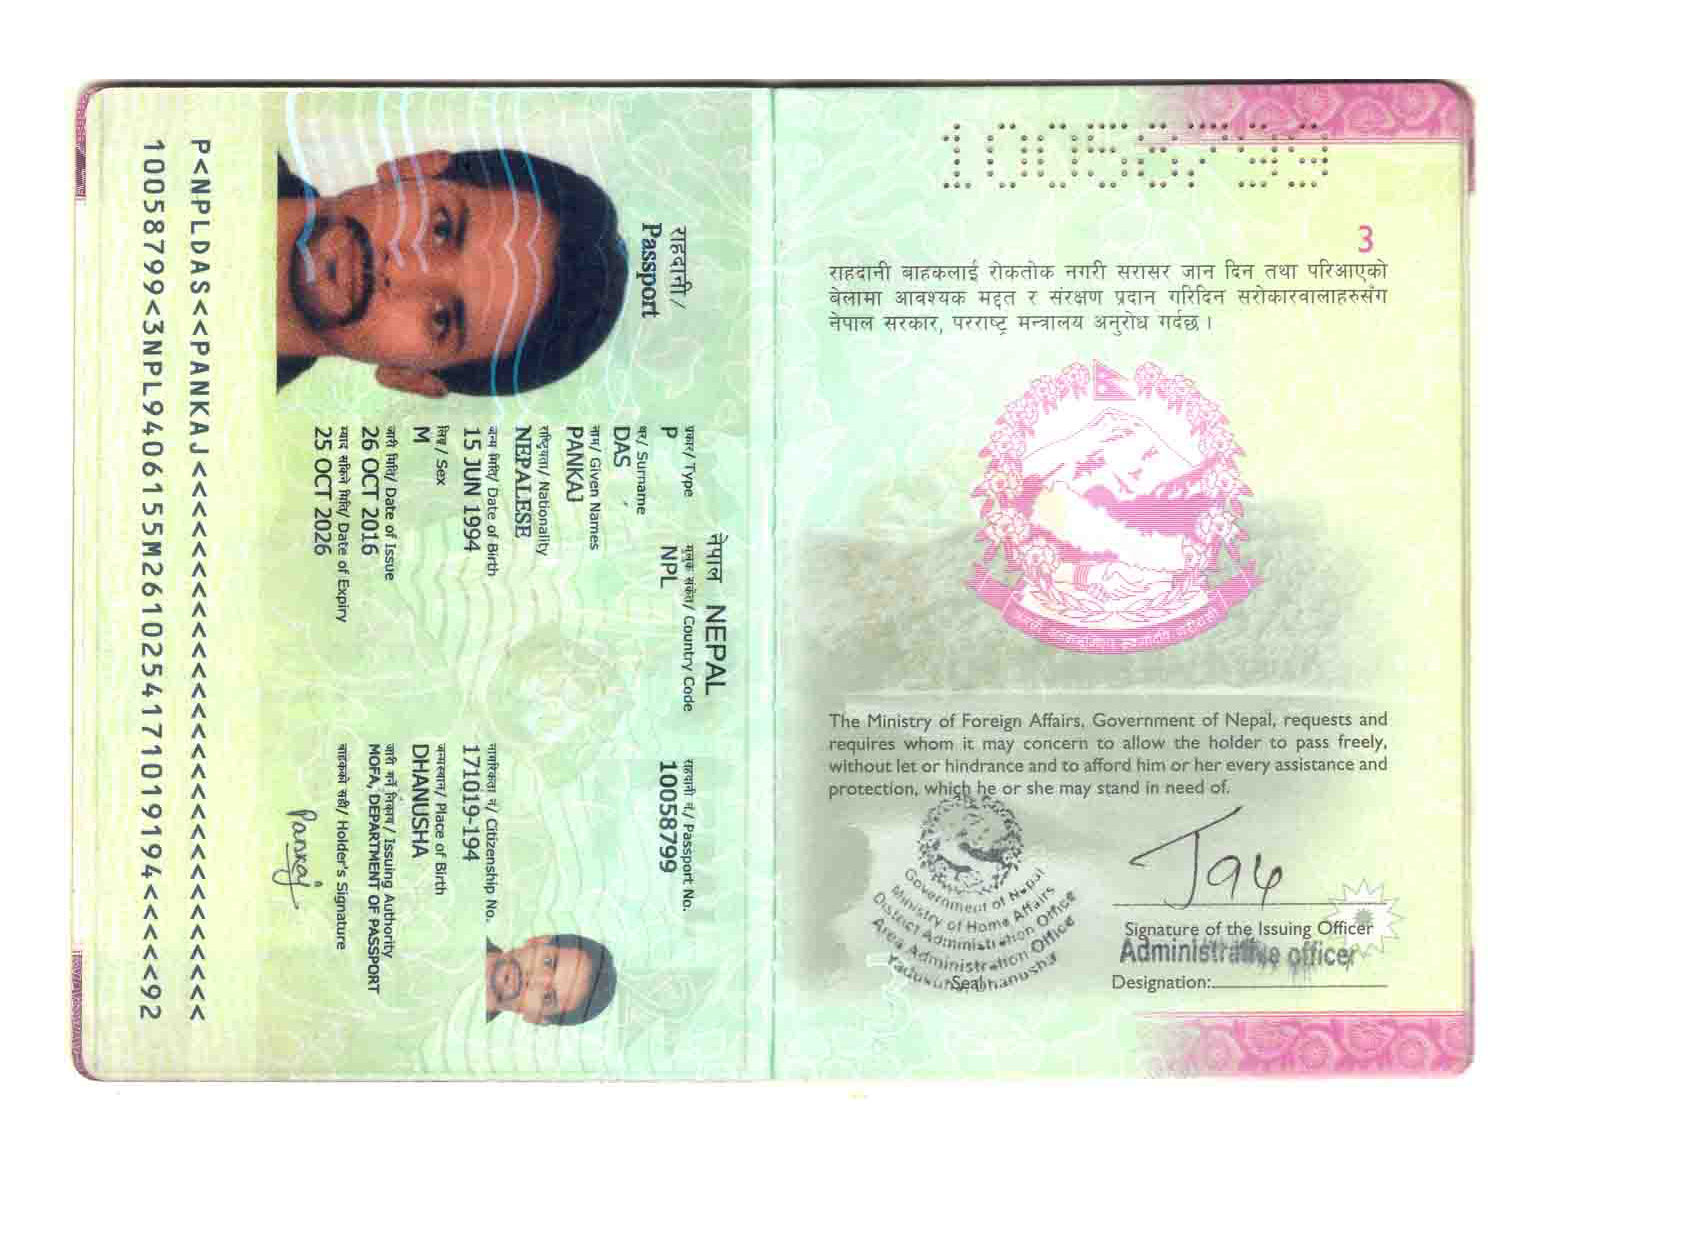 नेपाल NEPAL
राहदानी /
Passport
प्रकार/ Type
मुलुक संकेत/ Country Code
राहदानी नं./ Passport No.
P
NPL
10058799
थर/ Surname
DAS
नाम/ Given Names
PANKAJ
राष्ट्रियता/ Nationality
NEPALESE
जन्म मिति/ Date of Birth
नागरिकता नं/ Citizenship No.
15 JUN 1994
171019-194
लिङ्ग/ Sex
जन्मस्थान/ Place of Birth
M
DHANUSHA
जारी मिति/ Date of Issue
जारी गर्ने निकाय/ Issuing Authority
26 OCT 2016
MOFA, DEPARTMENT OF PASSPORT
म्याद सकिने मिति/ Date of Expiry
वाहकको सही/ Holder's Signature
25 OCT 2026
Pankaj
P<NPLDAS<<PANKAJ<<<<<<<<<<<<<<<<<<<<<<<<<<<<
10058799<3NPL9406155M2610254171019194<<<<<92
10058799
3
राहदानी बाहकलाई रोकतोक नगरी सरासर जान दिन तथा परिआएको
बेलामा आवश्यक मद्दत र संरक्षण प्रदान गरिदिन सरोकारवालाहरुसँग
नेपाल सरकार, परराष्ट्र मन्त्रालय अनुरोध गर्दछ ।
The Ministry of Foreign Affairs, Government of Nepal, requests and
requires whom it may concern to allow the holder to pass freely,
without let or hindrance and to afford him or her every assistance and
protection, which he or she may stand in need of.
Government of Nepal
Ministry of Home Affairs
District Administration Office
Area Administration Office
Dhanusha
Seal
Signature of the Issuing Officer
Administrative officer
Designation: